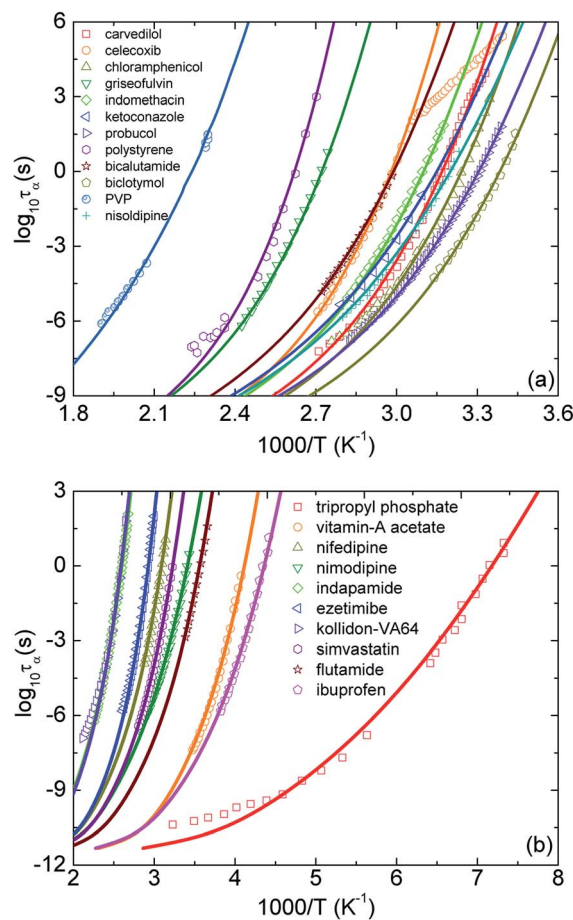 6
3
0
-3
-6
-9
log10τα(s)
carvedilol
celecoxib
chloramphenicol
griseofulvin
indomethacin
ketoconazole
probucol
polystyrene
bicalutamide
biclotymol
PVP
nisoldipine
(a)
1.8 2.1 2.4 2.7 3.0 3.3 3.6
1000/T (K⁻¹)
3
0
-3
-6
-9
-12
log10τα(s)
tripropyl phosphate
vitamin-A acetate
nifedipine
nimodipine
indapamide
ezetimibe
kollidon-VA64
simvastatin
flutamide
ibuprofen
(b)
2 3 4 5 6 7 8
1000/T (K⁻¹)